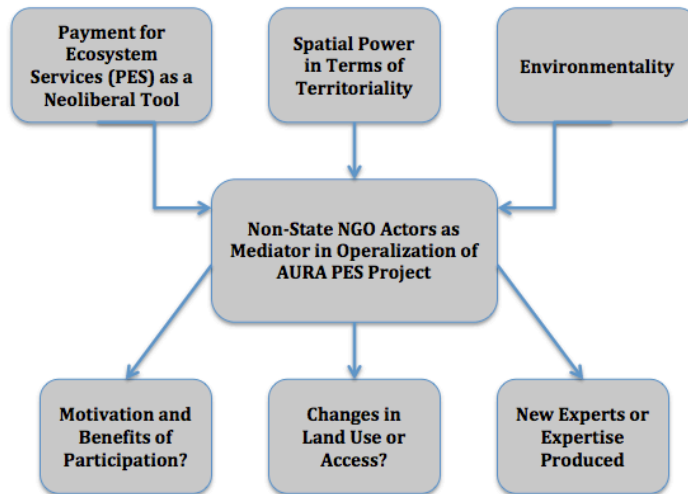 Payment for
Ecosystem
Services (PES) as a
Neoliberal Tool
Spatial Power
in Terms of
Territoriality
Environmentality
Non-State NGO Actors as
Mediator in Operalization of
AURA PES Project
Motivation and
Benefits of
Participation?
Changes in
Land Use or
Access?
New Experts or
Expertise
Produced